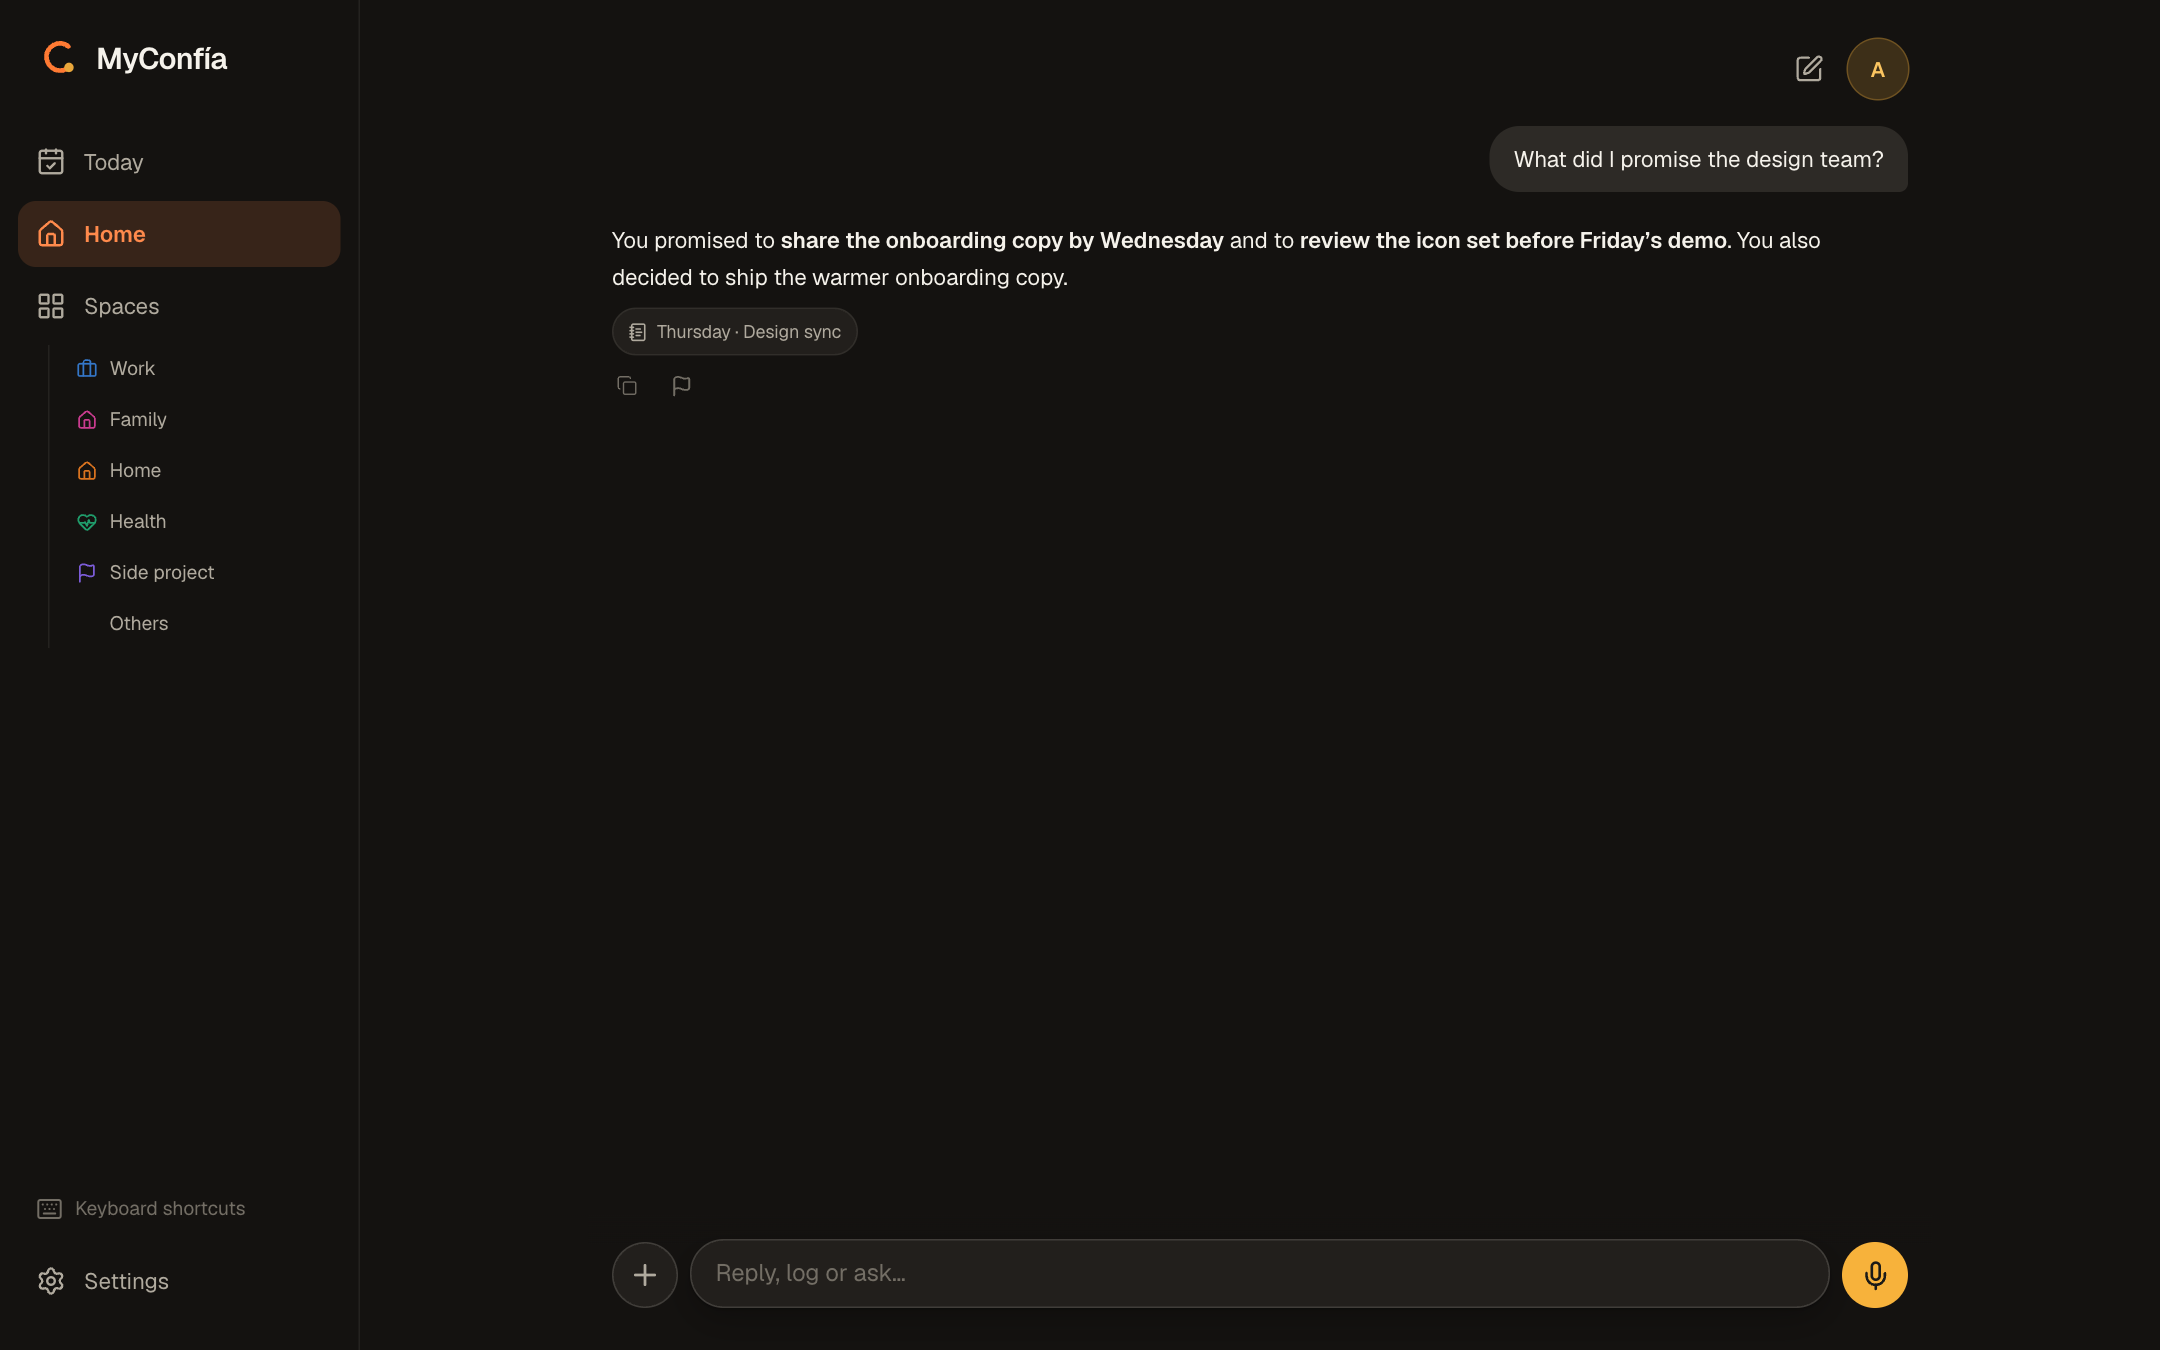 MyConfía
Today
Home
Spaces
Work
Family
Home
Health
Side project
Others
Keyboard shortcuts
Settings
A
What did I promise the design team?
You promised to share the onboarding copy by Wednesday and to review the icon set before Friday’s demo. You also
decided to ship the warmer onboarding copy.
Thursday · Design sync
Reply, log or ask…